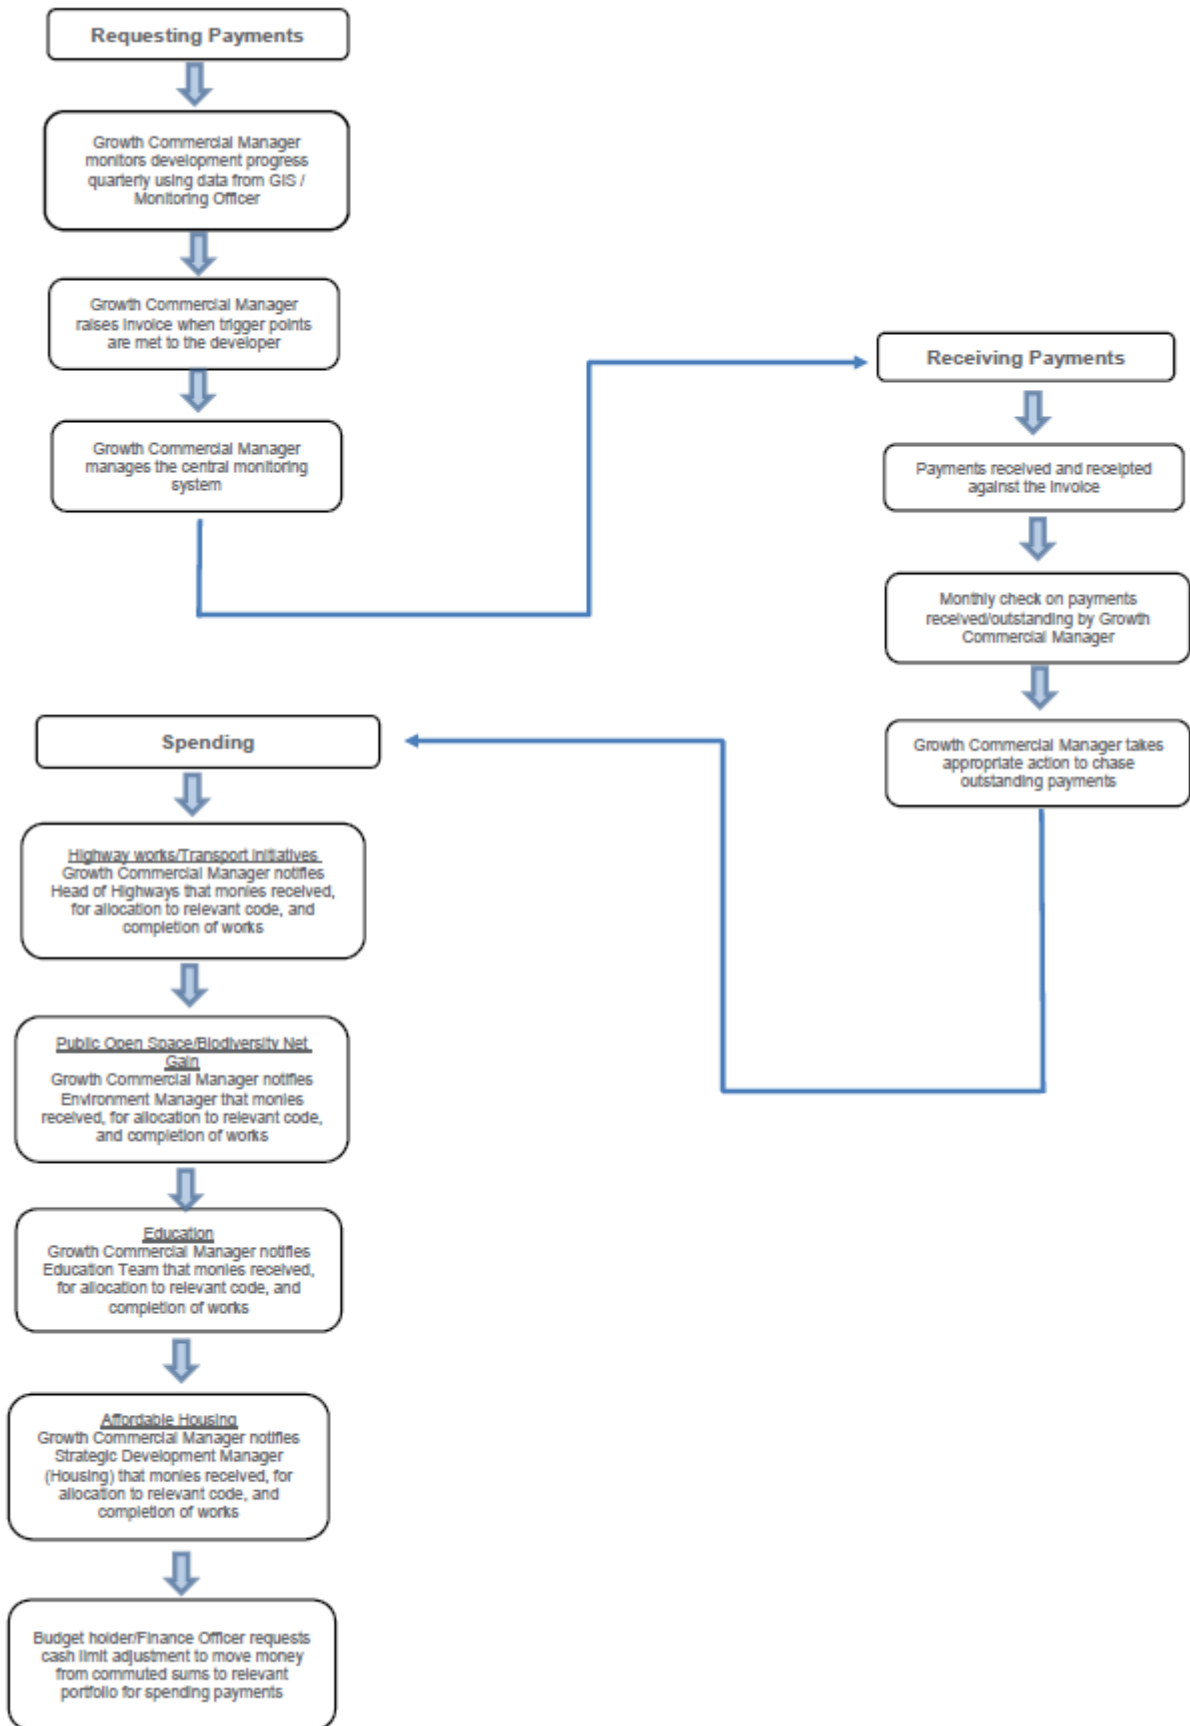 Requesting Payments
Growth Commercial Manager
monitors development progress
quarterly using data from GIS /
Monitoring Officer
Growth Commercial Manager
raises invoice when trigger points
are met to the developer
Growth Commercial Manager
manages the central monitoring
system
Receiving Payments
Payments received and receipted
against the invoice
Monthly check on payments
received/outstanding by Growth
Commercial Manager
Growth Commercial Manager takes
appropriate action to chase
outstanding payments
Spending
Highway works/Transport initiatives
Growth Commercial Manager notifies
Head of Highways that monies received,
for allocation to relevant code, and
completion of works
Public Open Space/Biodiversity Net
Gain
Growth Commercial Manager notifies
Environment Manager that monies
received, for allocation to relevant code,
and completion of works
Education
Growth Commercial Manager notifies
Education Team that monies received,
for allocation to relevant code, and
completion of works
Affordable Housing
Growth Commercial Manager notifies
Strategic Development Manager
(Housing) that monies received, for
allocation to relevant code, and
completion of works
Budget holder/Finance Officer requests
cash limit adjustment to move money
from commuted sums to relevant
portfolio for spending payments